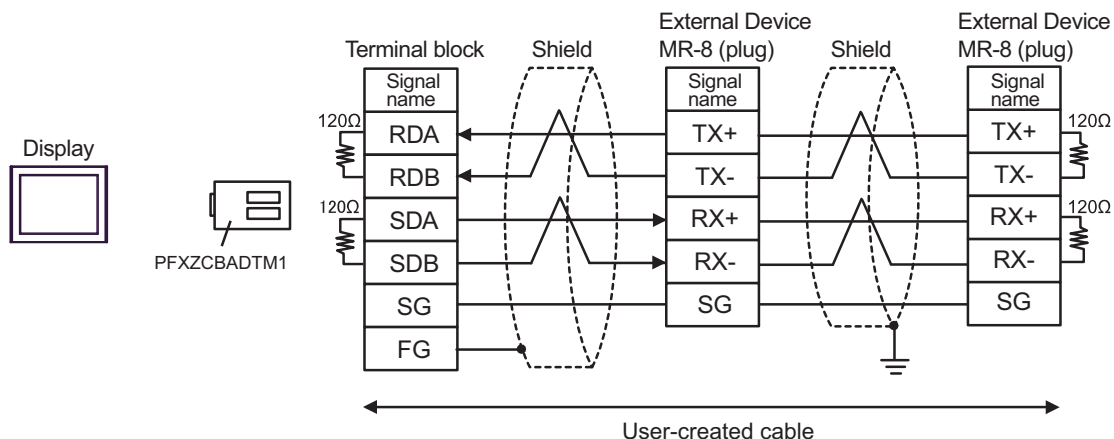 Display
PFXZCBADTM1
Terminal block
Signal
name
RDA
RDB
SDA
SDB
SG
FG
120Ω
120Ω
Shield
External Device
MR-8 (plug)
Signal
name
TX+
TX-
RX+
RX-
SG
Shield
External Device
MR-8 (plug)
Signal
name
TX+
TX-
RX+
RX-
SG
120Ω
120Ω
User-created cable